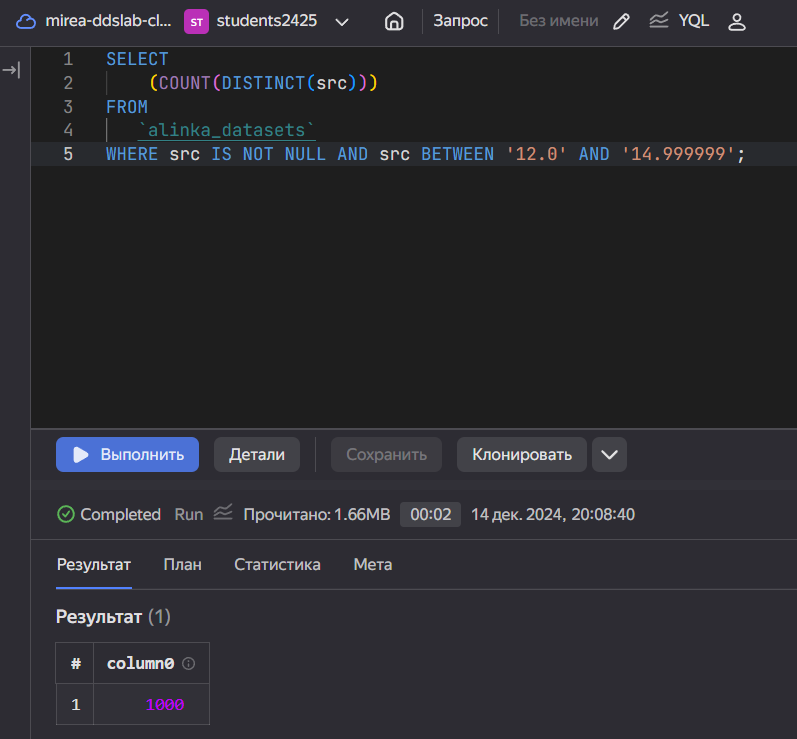 mirea-ddslab-cl... ST students2425 Запрос Без имени YQL
1 SELECT
2 (COUNT(DISTINCT(src)))
3 FROM
4 `alinka_datasets`
5 WHERE src IS NOT NULL AND src BETWEEN '12.0' AND '14.999999';
Выполнить Детали Сохранить Клонировать
Completed Run Прочитано: 1.66MB 00:02 14 дек. 2024, 20:08:40
Результат План Статистика Мета
Результат (1)
# column0
1 1000